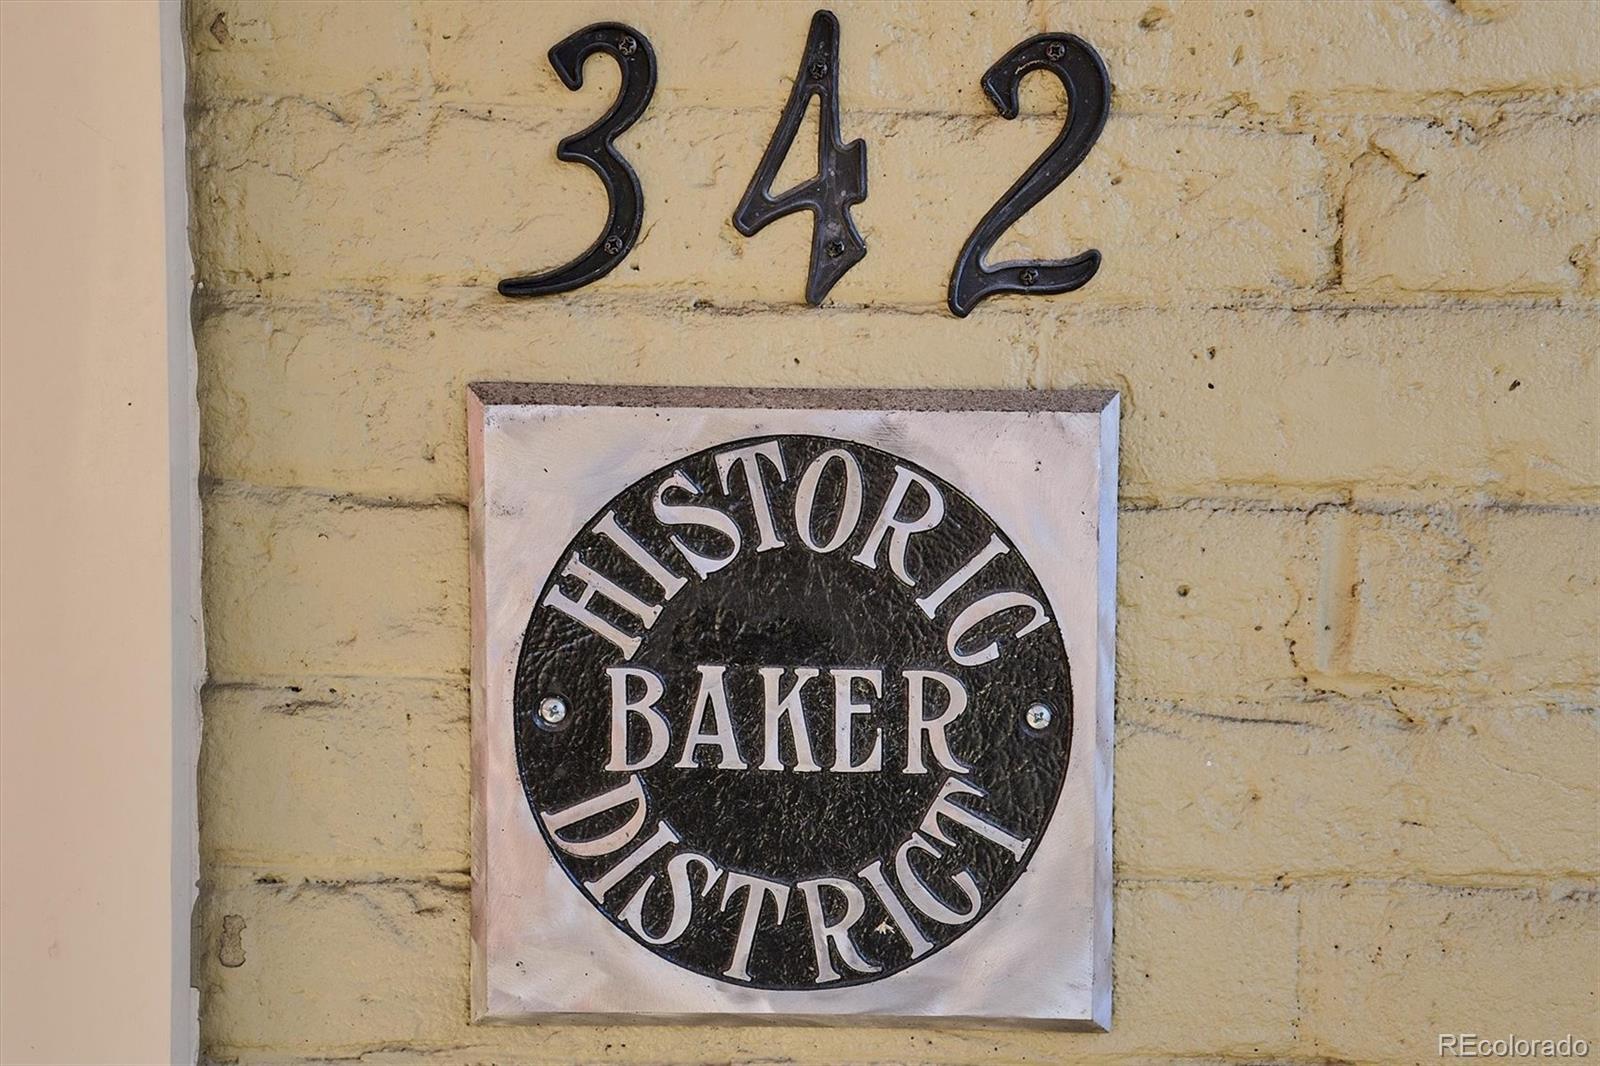 342
HISTORIC
BAKER
DISTRICT
REcolorado